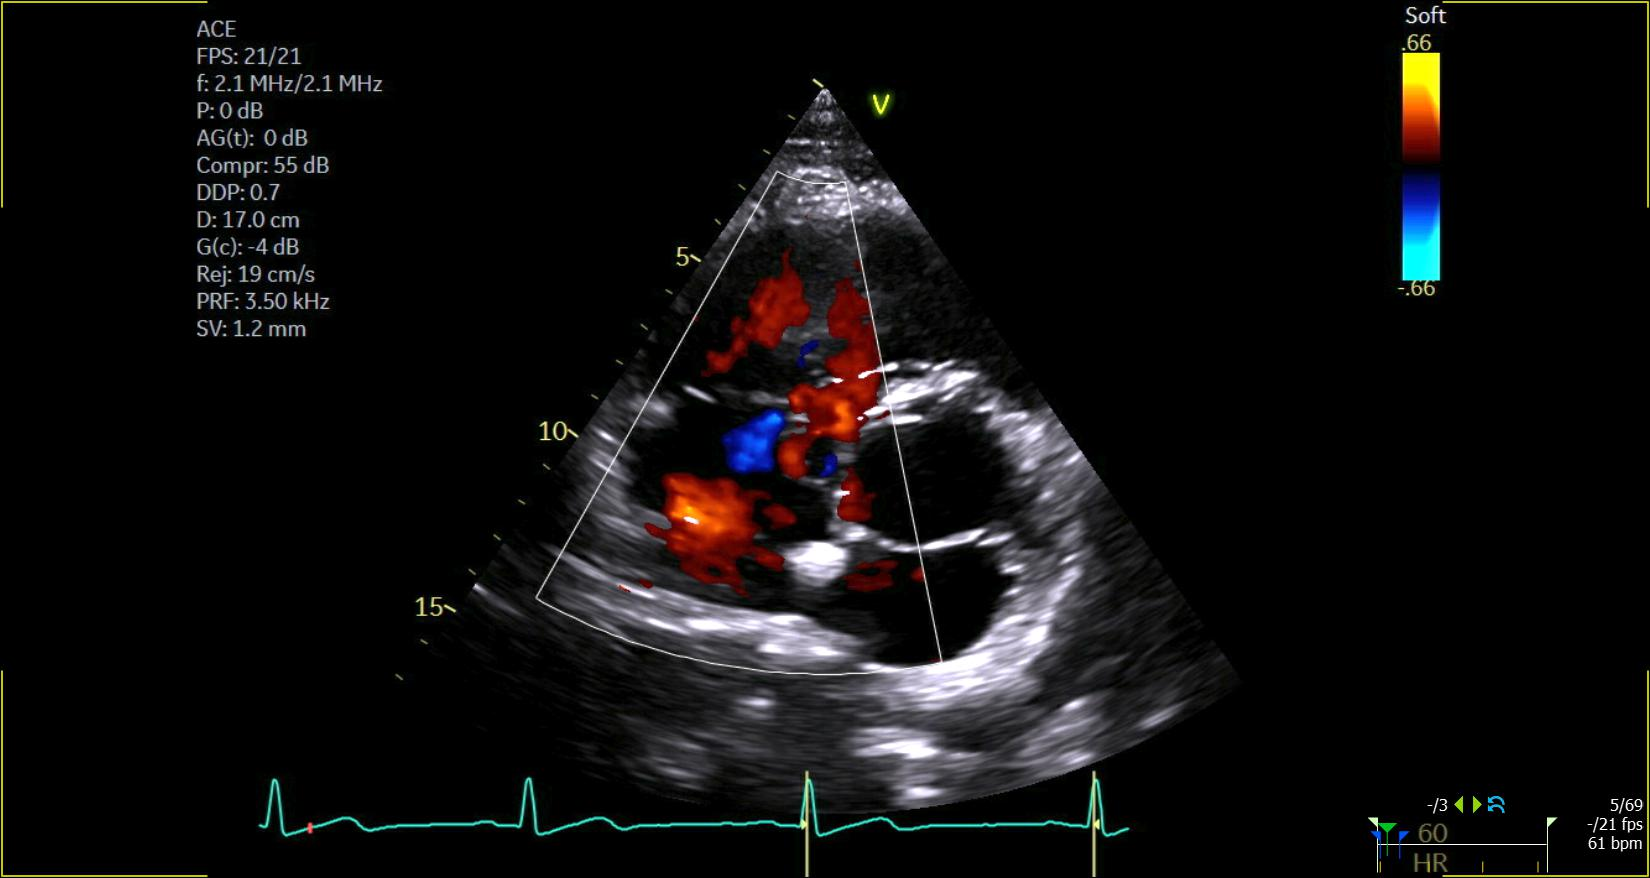 ACE
FPS: 21/21
f: 2.1 MHz/2.1 MHz
P: 0 dB
AG(t): 0 dB
Compr: 55 dB
DDP: 0.7
D: 17.0 cm
G(c): -4 dB
Rej: 19 cm/s
PRF: 3.50 kHz
SV: 1.2 mm
Soft
.66
-.66
V
5
10
15
-/3
5/69
-/21 fps
60
61 bpm
HR